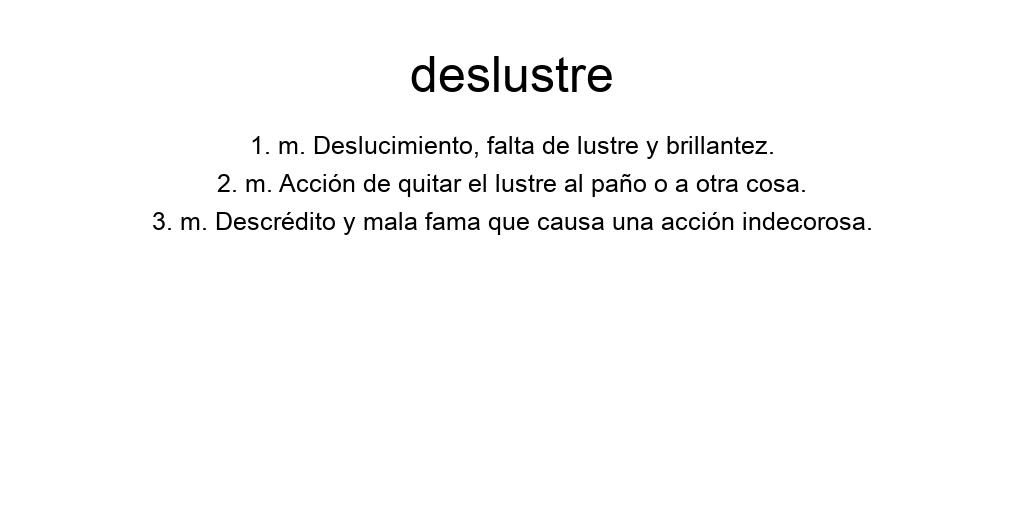 deslustre
1. m. Deslucimiento, falta de lustre y brillantez.
2. m. Acción de quitar el lustre al paño o a otra cosa.
3. m. Descrédito y mala fama que causa una acción indecorosa.